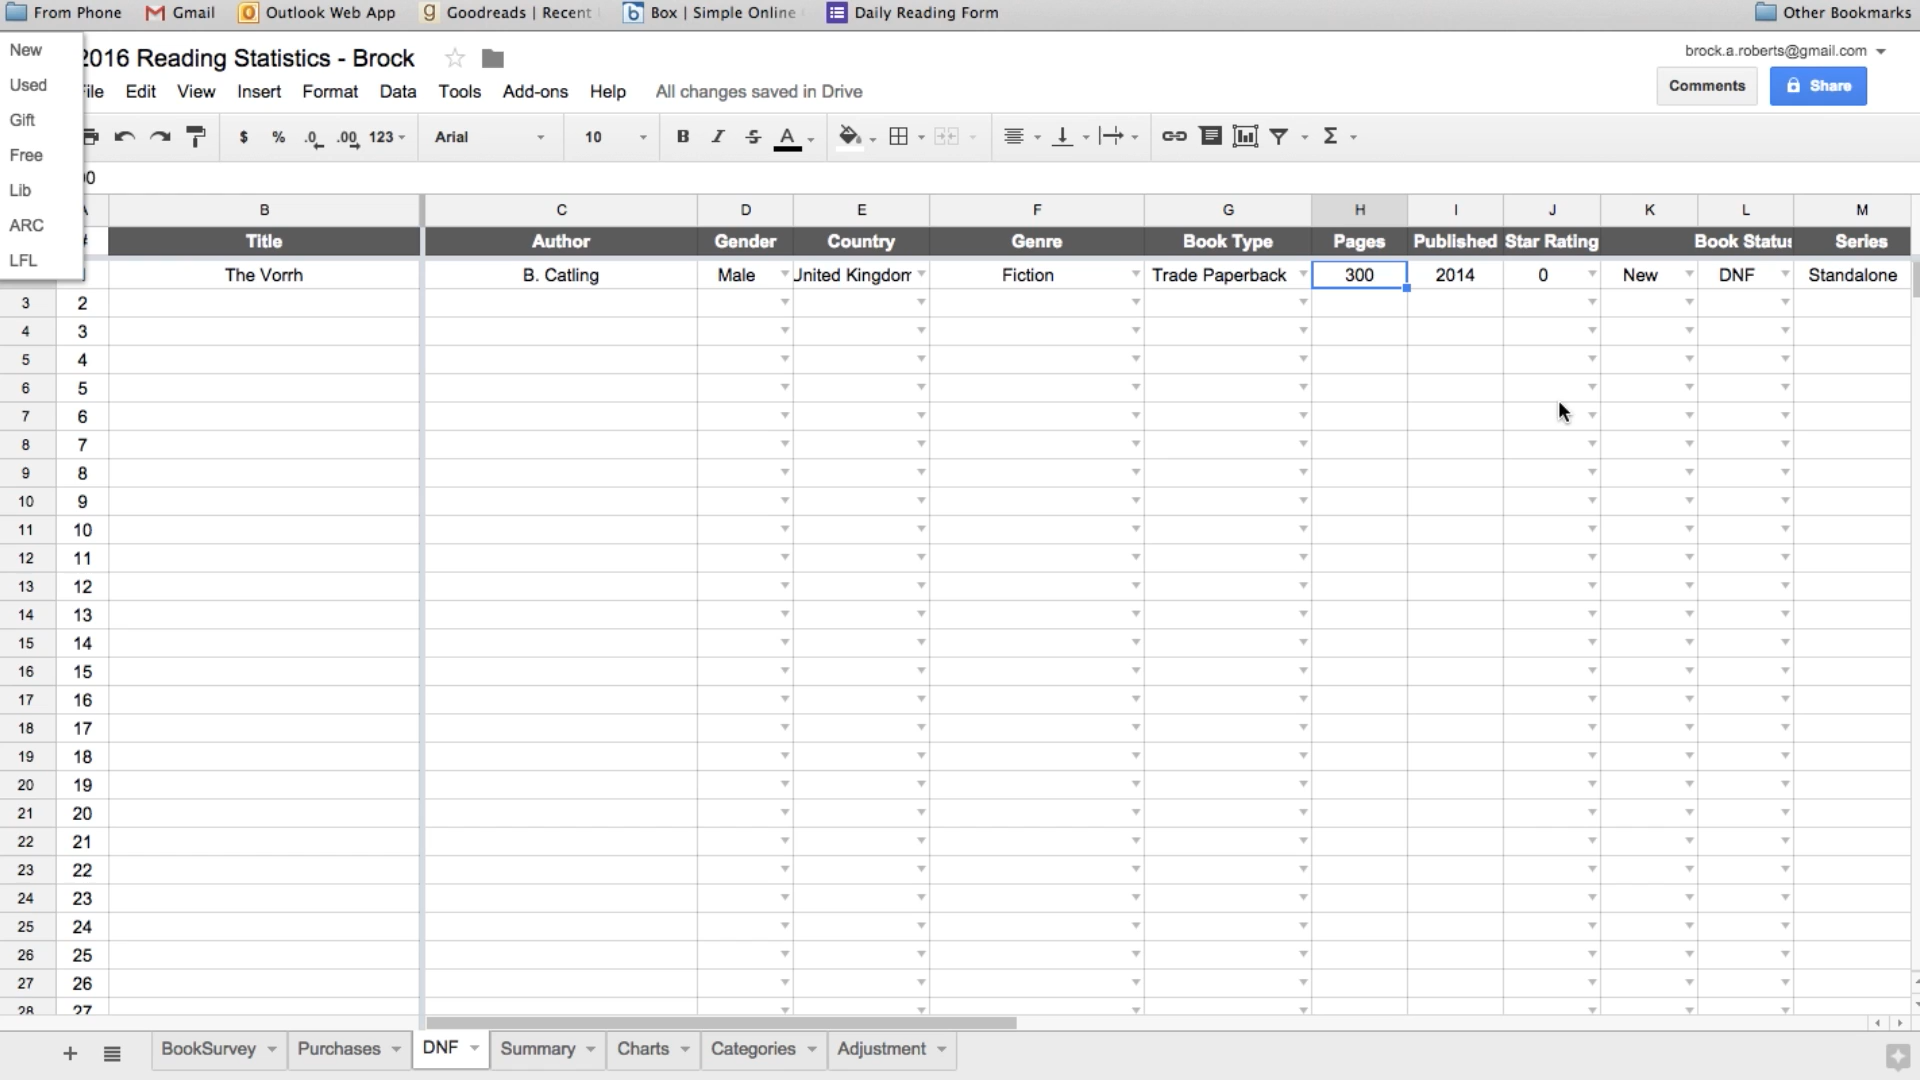 From Phone Gmail Outlook Web App Goodreads | Recent Box | Simple Online Daily Reading Form Other Bookmarks
New
Used
Gift
Free
Lib
ARC
LFL
2016 Reading Statistics - Brock
brock.a.roberts@gmail.com
File Edit View Insert Format Data Tools Add-ons Help All changes saved in Drive
Comments Share
$ % .0 .00 123 Arial 10 B I S A Σ
00
A B C D E F G H I J K L M
# Title Author Gender Country Genre Book Type Pages Published Star Rating Book Status Series
1 The Vorrh B. Catling Male United Kingdom Fiction Trade Paperback 300 2014 0 New DNF Standalone
3 2
4 3
5 4
6 5
7 6
8 7
9 8
10 9
11 10
12 11
13 12
14 13
15 14
16 15
17 16
18 17
19 18
20 19
21 20
22 21
23 22
24 23
25 24
26 25
27 26
28 27
BookSurvey Purchases DNF Summary Charts Categories Adjustment